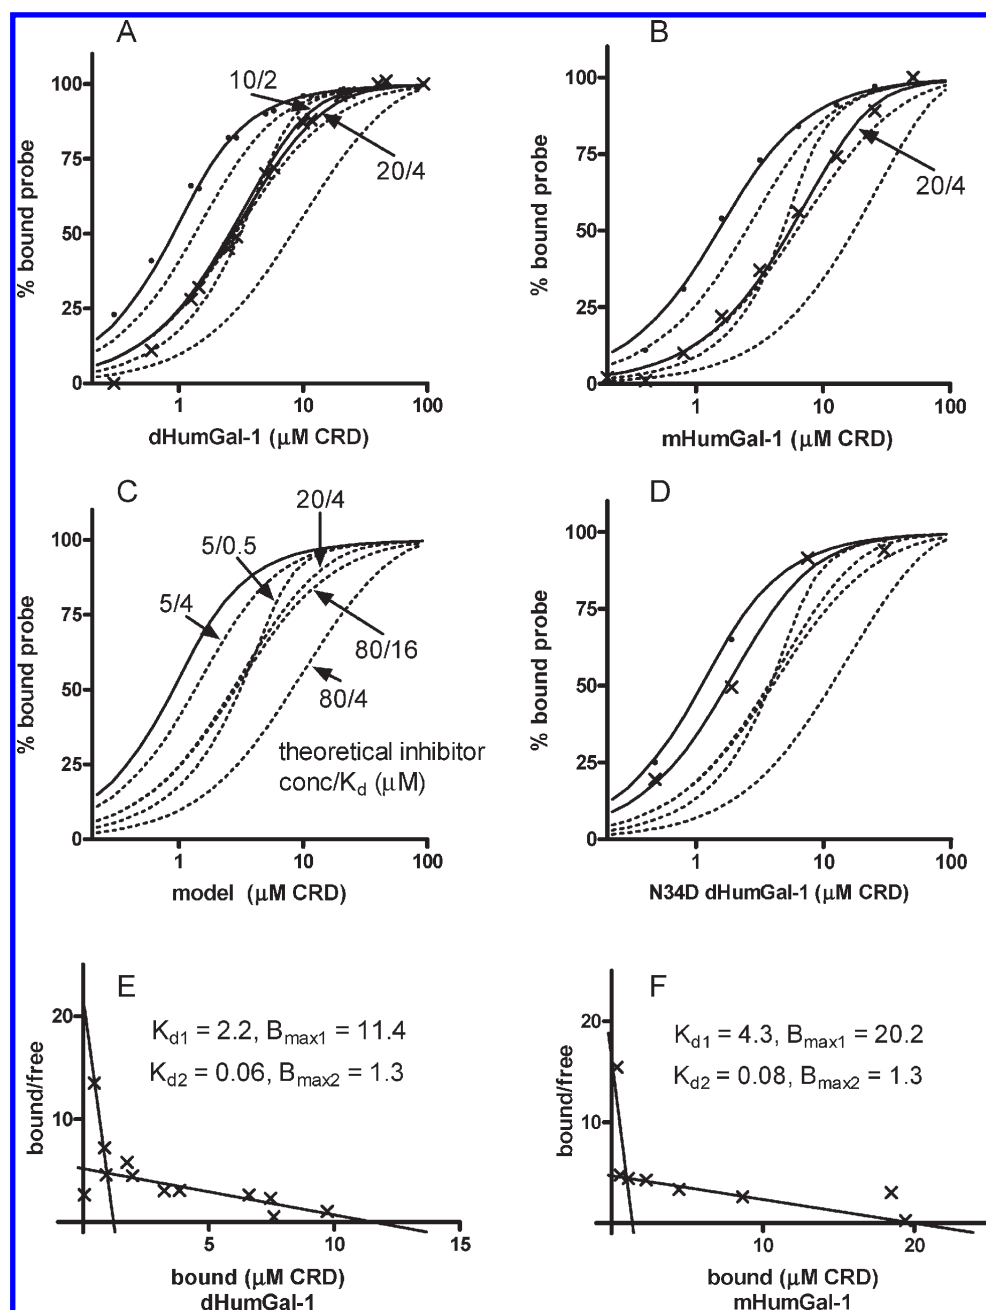 A
100
75
50
25
0
% bound probe
10/2
20/4
1
10
100
dHumGal-1 (μM CRD)
B
100
75
50
25
0
% bound probe
20/4
1
10
100
mHumGal-1 (μM CRD)
C
100
75
50
25
0
% bound probe
20/4
5/0.5
5/4
80/16
80/4
theoretical inhibitor
conc/Kd (μM)
1
10
100
model (μM CRD)
D
100
75
50
25
0
% bound probe
1
10
100
N34D dHumGal-1 (μM CRD)
E
20
10
bound/free
Kd1 = 2.2, Bmax1 = 11.4
Kd2 = 0.06, Bmax2 = 1.3
5
10
15
bound (μM CRD)
dHumGal-1
F
20
10
bound/free
Kd1 = 4.3, Bmax1 = 20.2
Kd2 = 0.08, Bmax2 = 1.3
10
20
bound (μM CRD)
mHumGal-1